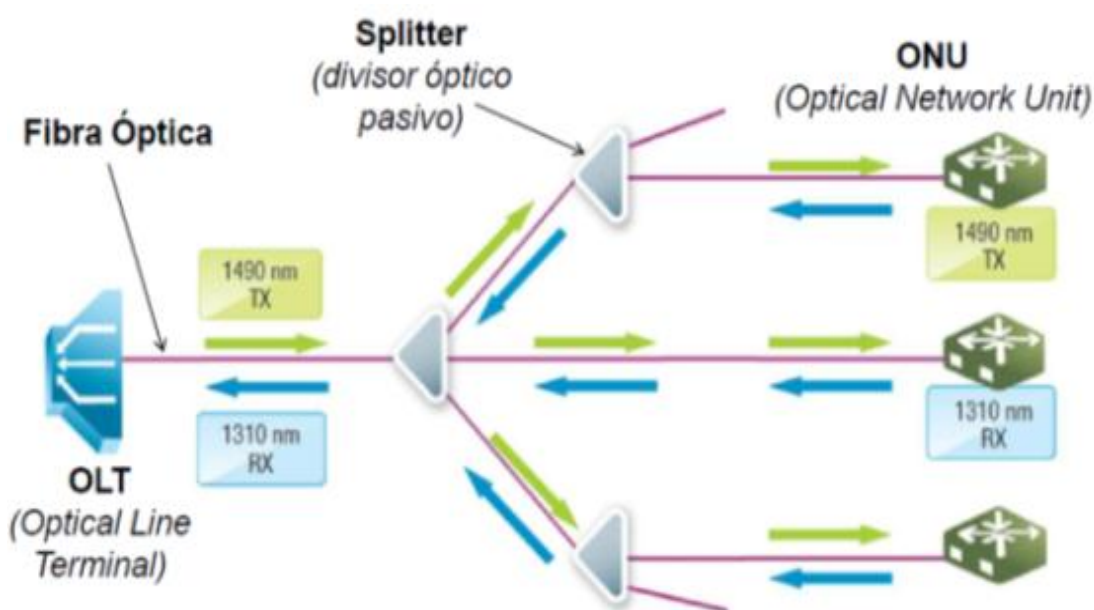 Splitter
(divisor óptico
pasivo)
ONU
(Optical Network Unit)
Fibra Óptica
1490 nm
TX
1490 nm
TX
1310 nm
RX
1310 nm
RX
OLT
(Optical Line
Terminal)